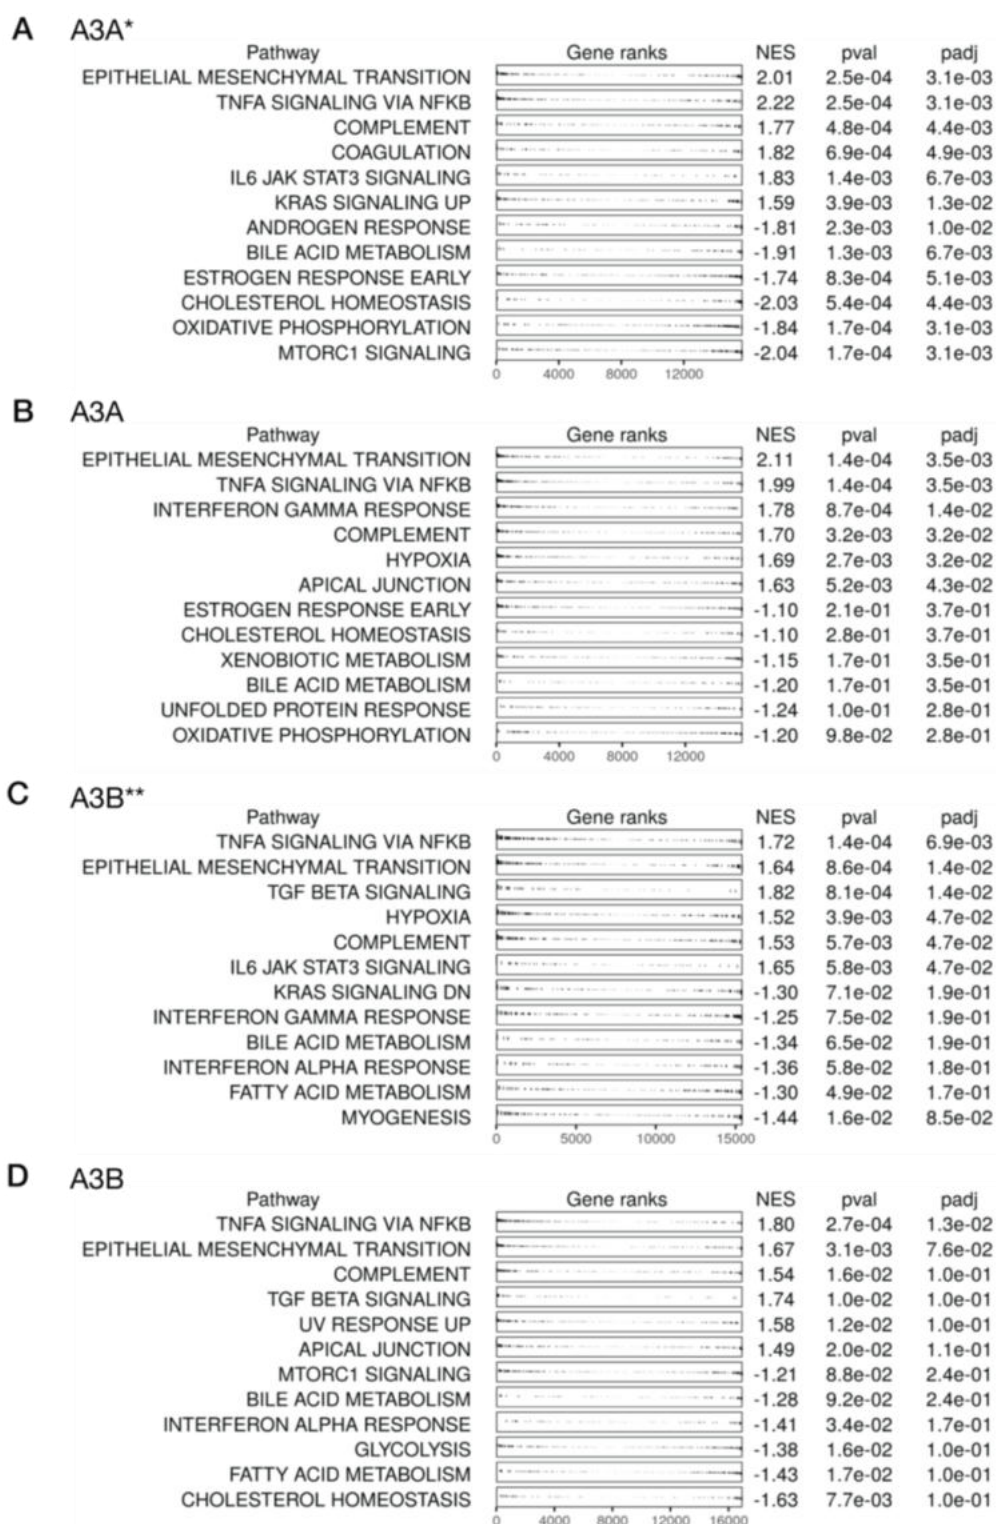 A A3A*
Pathway Gene ranks NES pval padj
EPITHELIAL MESENCHYMAL TRANSITION 2.01 2.5e-04 3.1e-03
TNFA SIGNALING VIA NFKB 2.22 2.5e-04 3.1e-03
COMPLEMENT 1.77 4.8e-04 4.4e-03
COAGULATION 1.82 6.9e-04 4.9e-03
IL6 JAK STAT3 SIGNALING 1.83 1.4e-03 6.7e-03
KRAS SIGNALING UP 1.59 3.9e-03 1.3e-02
ANDROGEN RESPONSE -1.81 2.3e-03 1.0e-02
BILE ACID METABOLISM -1.91 1.3e-03 6.7e-03
ESTROGEN RESPONSE EARLY -1.74 8.3e-04 5.1e-03
CHOLESTEROL HOMEOSTASIS -2.03 5.4e-04 4.4e-03
OXIDATIVE PHOSPHORYLATION -1.84 1.7e-04 3.1e-03
MTORC1 SIGNALING -2.04 1.7e-04 3.1e-03
0 4000 8000 12000
B A3A
Pathway Gene ranks NES pval padj
EPITHELIAL MESENCHYMAL TRANSITION 2.11 1.4e-04 3.5e-03
TNFA SIGNALING VIA NFKB 1.99 1.4e-04 3.5e-03
INTERFERON GAMMA RESPONSE 1.78 8.7e-04 1.4e-02
COMPLEMENT 1.70 3.2e-03 3.2e-02
HYPOXIA 1.69 2.7e-03 3.2e-02
APICAL JUNCTION 1.63 5.2e-03 4.3e-02
ESTROGEN RESPONSE EARLY -1.10 2.1e-01 3.7e-01
CHOLESTEROL HOMEOSTASIS -1.10 2.8e-01 3.7e-01
XENOBIOTIC METABOLISM -1.15 1.7e-01 3.5e-01
BILE ACID METABOLISM -1.20 1.7e-01 3.5e-01
UNFOLDED PROTEIN RESPONSE -1.24 1.0e-01 2.8e-01
OXIDATIVE PHOSPHORYLATION -1.20 9.8e-02 2.8e-01
0 4000 8000 12000
C A3B**
Pathway Gene ranks NES pval padj
TNFA SIGNALING VIA NFKB 1.72 1.4e-04 6.9e-03
EPITHELIAL MESENCHYMAL TRANSITION 1.64 8.6e-04 1.4e-02
TGF BETA SIGNALING 1.82 8.1e-04 1.4e-02
HYPOXIA 1.52 3.9e-03 4.7e-02
COMPLEMENT 1.53 5.7e-03 4.7e-02
IL6 JAK STAT3 SIGNALING 1.65 5.8e-03 4.7e-02
KRAS SIGNALING DN -1.30 7.1e-02 1.9e-01
INTERFERON GAMMA RESPONSE -1.25 7.5e-02 1.9e-01
BILE ACID METABOLISM -1.34 6.5e-02 1.9e-01
INTERFERON ALPHA RESPONSE -1.36 5.8e-02 1.8e-01
FATTY ACID METABOLISM -1.30 4.9e-02 1.7e-01
MYOGENESIS -1.44 1.6e-02 8.5e-02
0 5000 10000 15000
D A3B
Pathway Gene ranks NES pval padj
TNFA SIGNALING VIA NFKB 1.80 2.7e-04 1.3e-02
EPITHELIAL MESENCHYMAL TRANSITION 1.67 3.1e-03 7.6e-02
COMPLEMENT 1.54 1.6e-02 1.0e-01
TGF BETA SIGNALING 1.74 1.0e-02 1.0e-01
UV RESPONSE UP 1.58 1.2e-02 1.0e-01
APICAL JUNCTION 1.49 2.0e-02 1.1e-01
MTORC1 SIGNALING -1.21 8.8e-02 2.4e-01
BILE ACID METABOLISM -1.28 9.2e-02 2.4e-01
INTERFERON ALPHA RESPONSE -1.41 3.4e-02 1.7e-01
GLYCOLYSIS -1.38 1.6e-02 1.0e-01
FATTY ACID METABOLISM -1.43 1.7e-02 1.0e-01
CHOLESTEROL HOMEOSTASIS -1.63 7.7e-03 1.0e-01
0 4000 8000 12000 16000